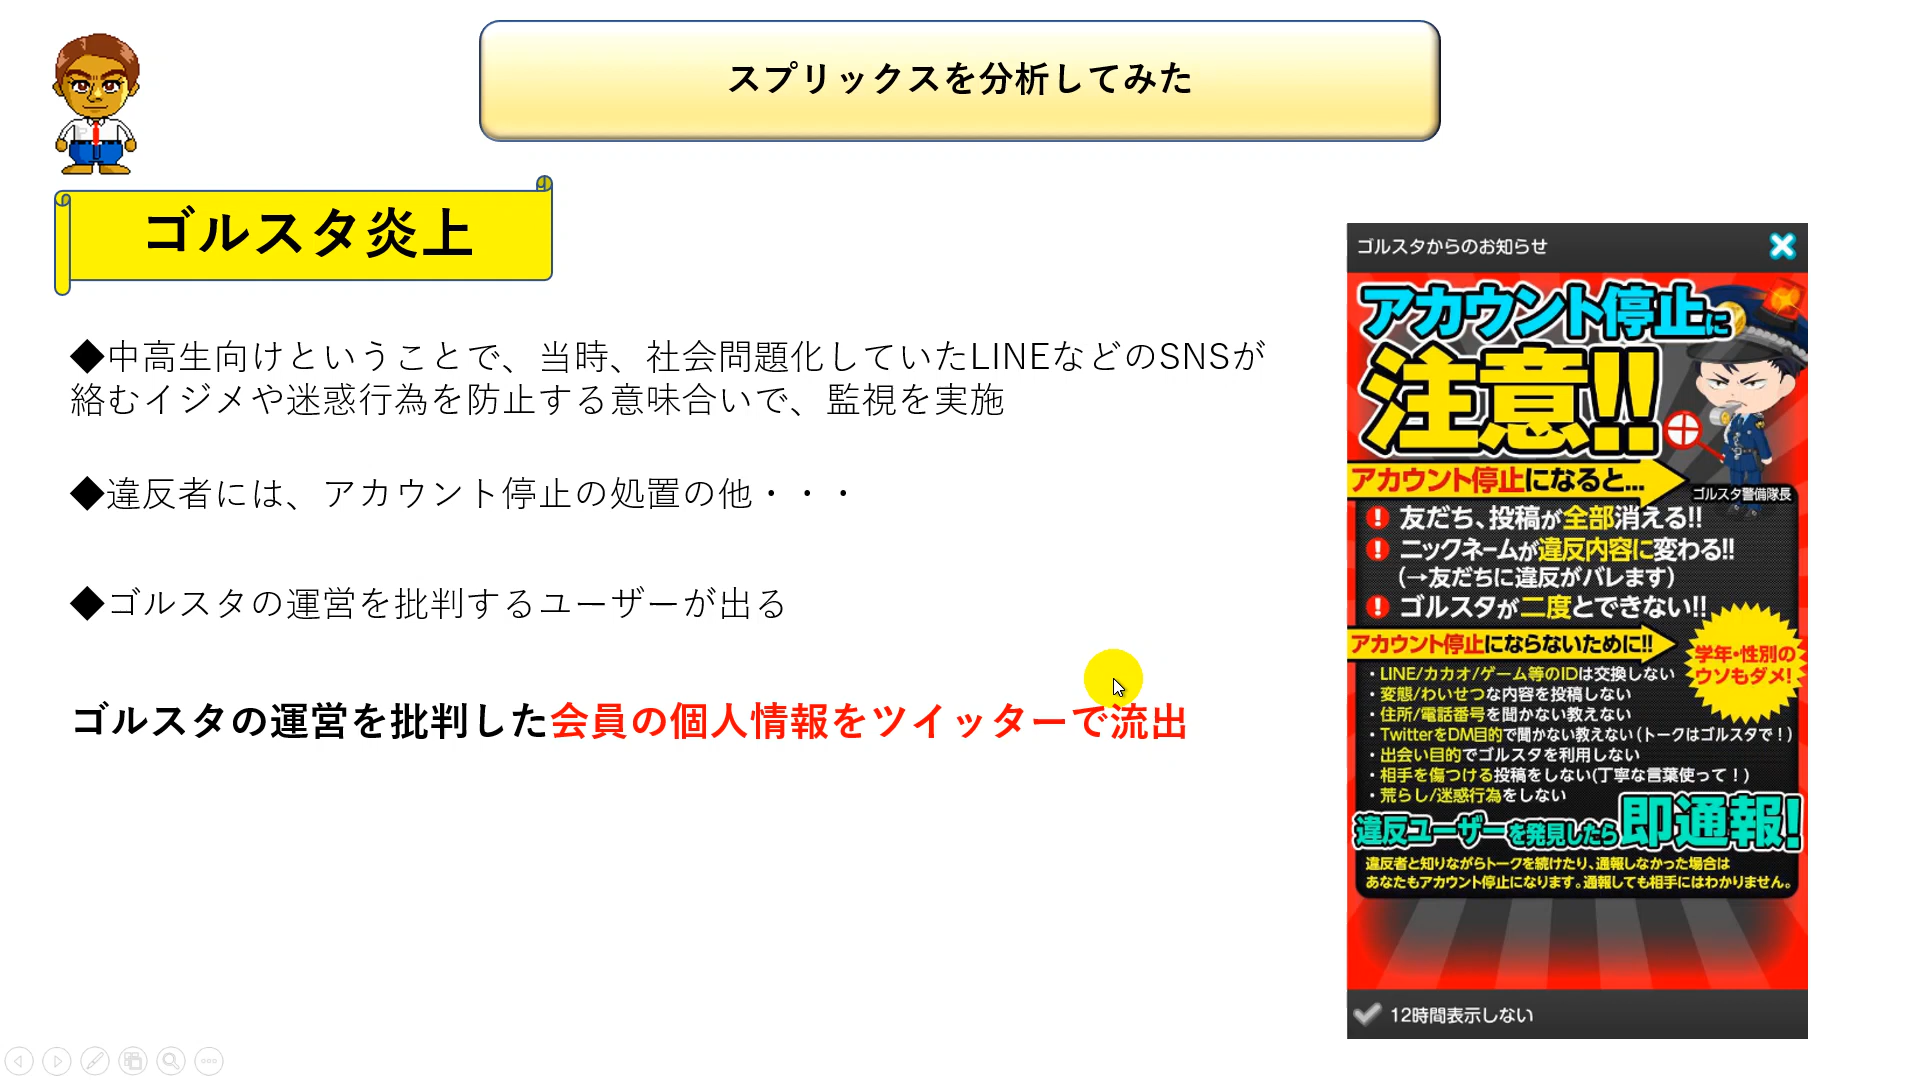 スプリックスを分析してみた
ゴルスタ炎上
◆中高生向けということで、当時、社会問題化していたLINEなどのSNSが
絡むイジメや迷惑行為を防止する意味合いで、監視を実施
◆違反者には、アカウント停止の処置の他・・・
◆ゴルスタの運営を批判するユーザーが出る
ゴルスタの運営を批判した会員の個人情報をツイッターで流出
ゴルスタからのお知らせ
アカウント停止に
注意!!
アカウント停止になると...
ゴルスタ警備隊長
友だち、投稿が全部消える!!
ニックネームが違反内容に変わる!!
(→友だちに違反がバレます)
ゴルスタが二度とできない!!
アカウント停止にならないために!!
学年・性別の
ウソもダメ!
・LINE/カカオ/ゲーム等のIDは交換しない
・変態/わいせつな内容を投稿しない
・住所/電話番号を聞かない教えない
・TwitterをDM目的で聞かない教えない(トークはゴルスタで!)
・出会い目的でゴルスタを利用しない
・相手を傷つける投稿をしない(丁寧な言葉使って!)
・荒らし/迷惑行為をしない
違反ユーザーを発見したら即通報!
違反者と知りながらトークを続けたり、通報しなかった場合は
あなたもアカウント停止になります。通報しても相手にはわかりません。
12時間表示しない